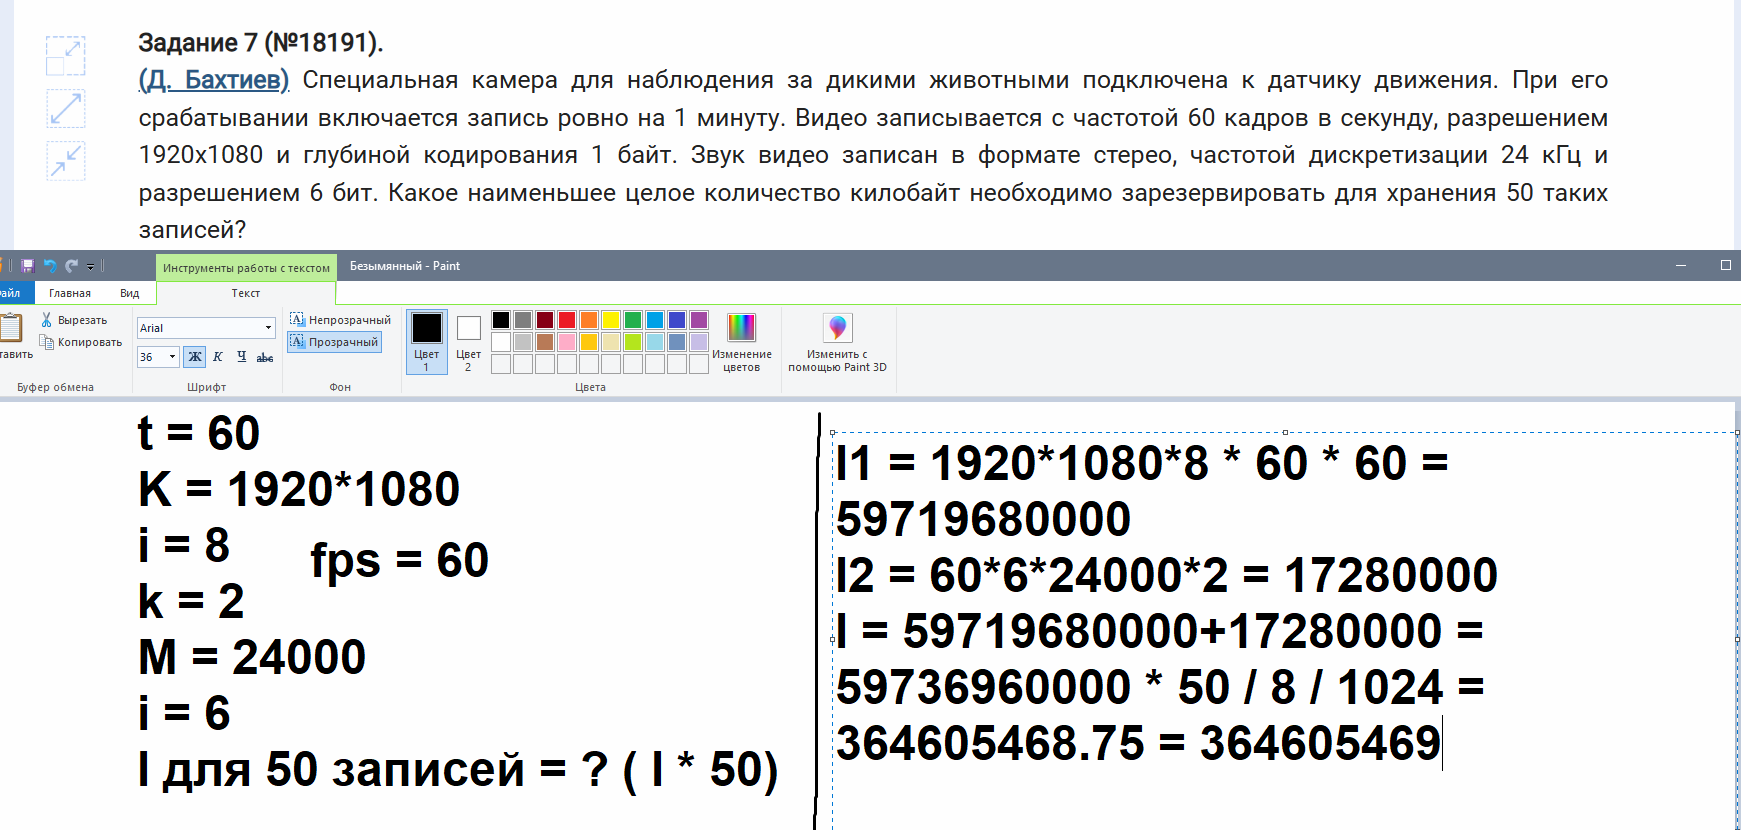 Задание 7 (№18191).
(Д. Бахтиев) Специальная камера для наблюдения за дикими животными подключена к датчику движения. При его
срабатывании включается запись ровно на 1 минуту. Видео записывается с частотой 60 кадров в секунду, разрешением
1920х1080 и глубиной кодирования 1 байт. Звук видео записан в формате стерео, частотой дискретизации 24 кГц и
разрешением 6 бит. Какое наименьшее целое количество килобайт необходимо зарезервировать для хранения 50 таких
записей?
Инструменты работы с текстом
Безымянный - Paint
айл
Главная
Вид
Текст
тавить
Вырезать
Копировать
Буфер обмена
Arial
36
Ж К Ч abc
Шрифт
Непрозрачный
Прозрачный
Фон
Цвет
1
Цвет
2
Цвета
Изменение
цветов
Изменить с
помощью Paint 3D
t = 60
K = 1920*1080
i = 8
fps = 60
k = 2
M = 24000
i = 6
I для 50 записей = ? ( I * 50)
I1 = 1920*1080*8 * 60 * 60 =
59719680000
I2 = 60*6*24000*2 = 17280000
I = 59719680000+17280000 =
59736960000 * 50 / 8 / 1024 =
364605468.75 = 364605469